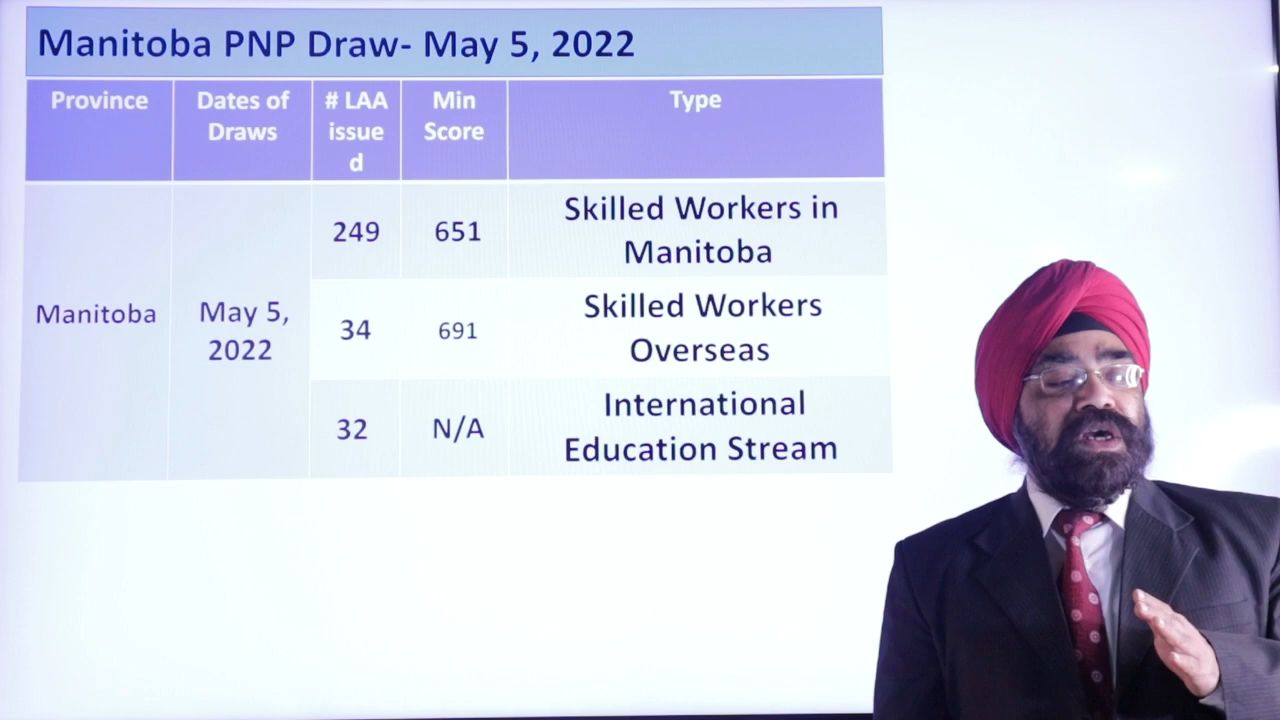 Manitoba PNP Draw- May 5, 2022
Province
Dates of
Draws
# LAA
issue
d
Min
Score
Type
Manitoba
May 5,
2022
249
651
Skilled Workers in
Manitoba
34
691
Skilled Workers
Overseas
32
N/A
International
Education Stream